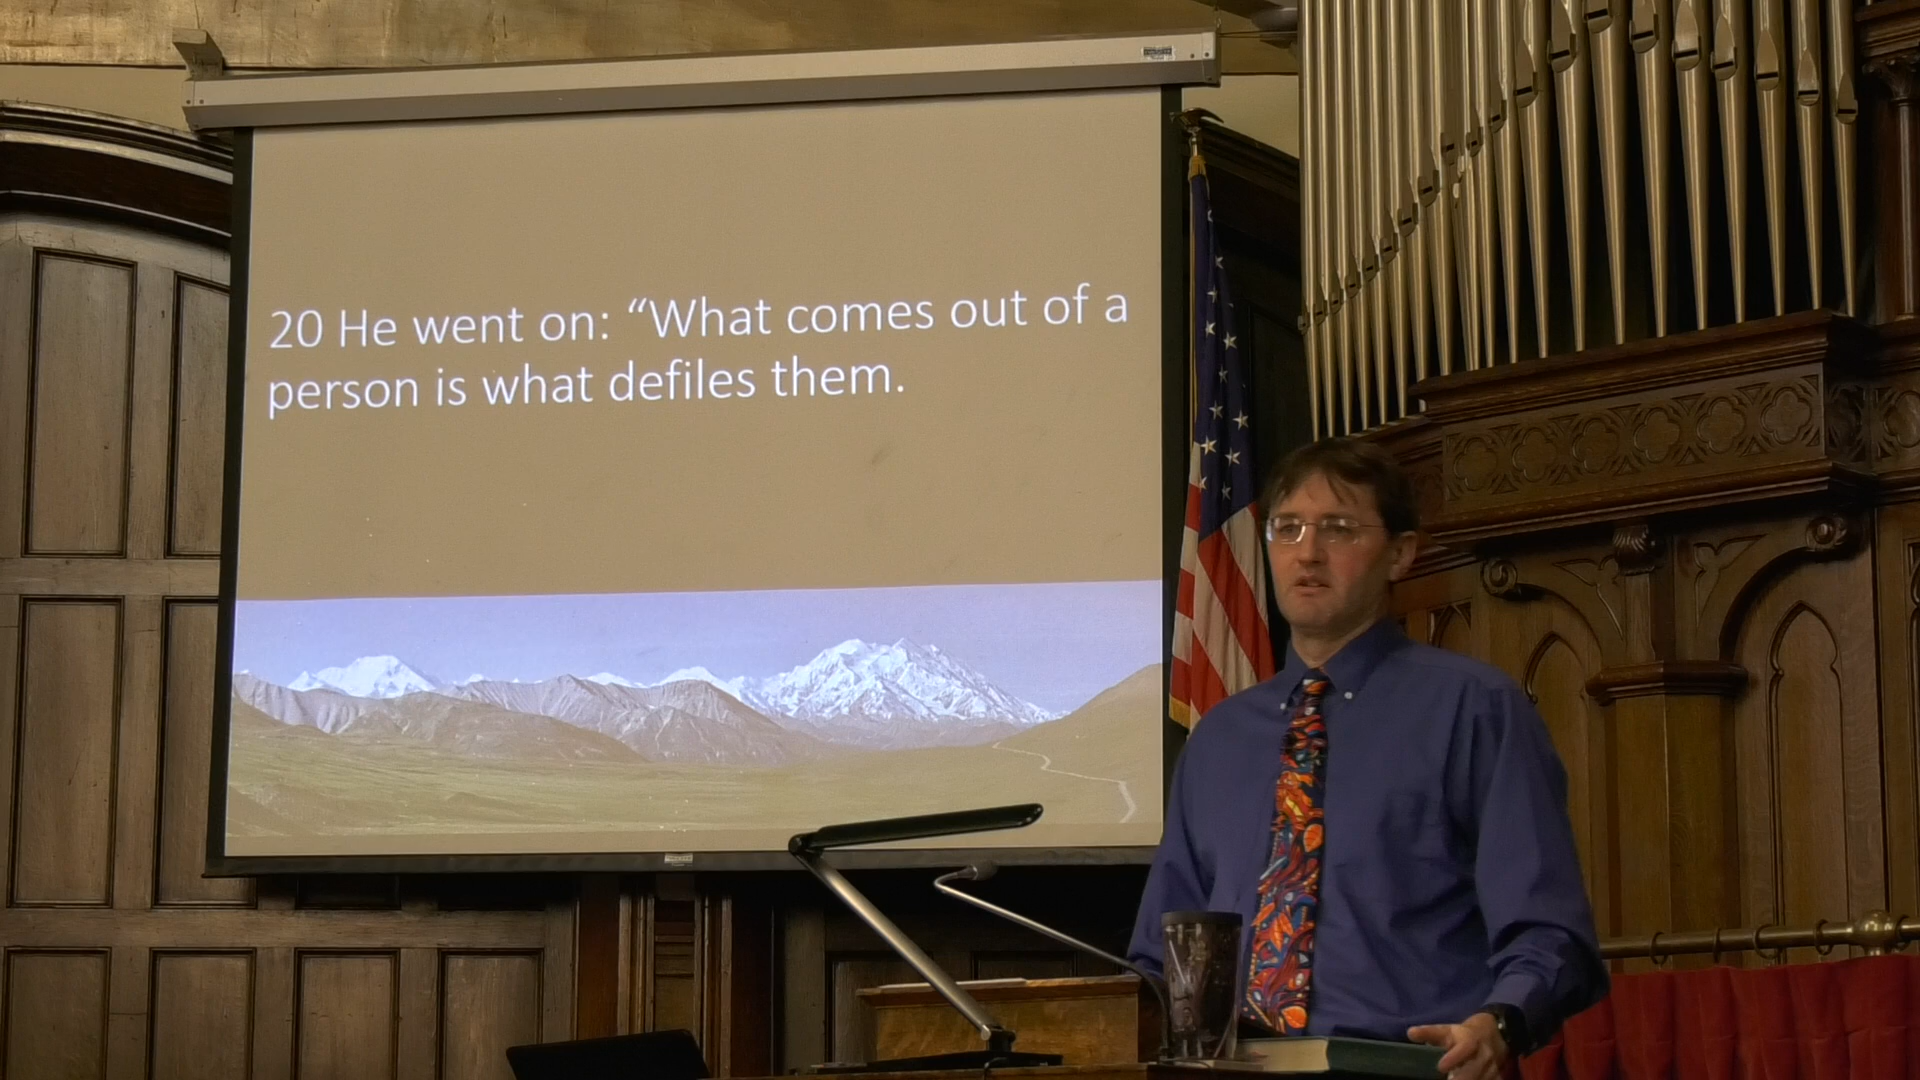 20 He went on: “What comes out of a
person is what defiles them.